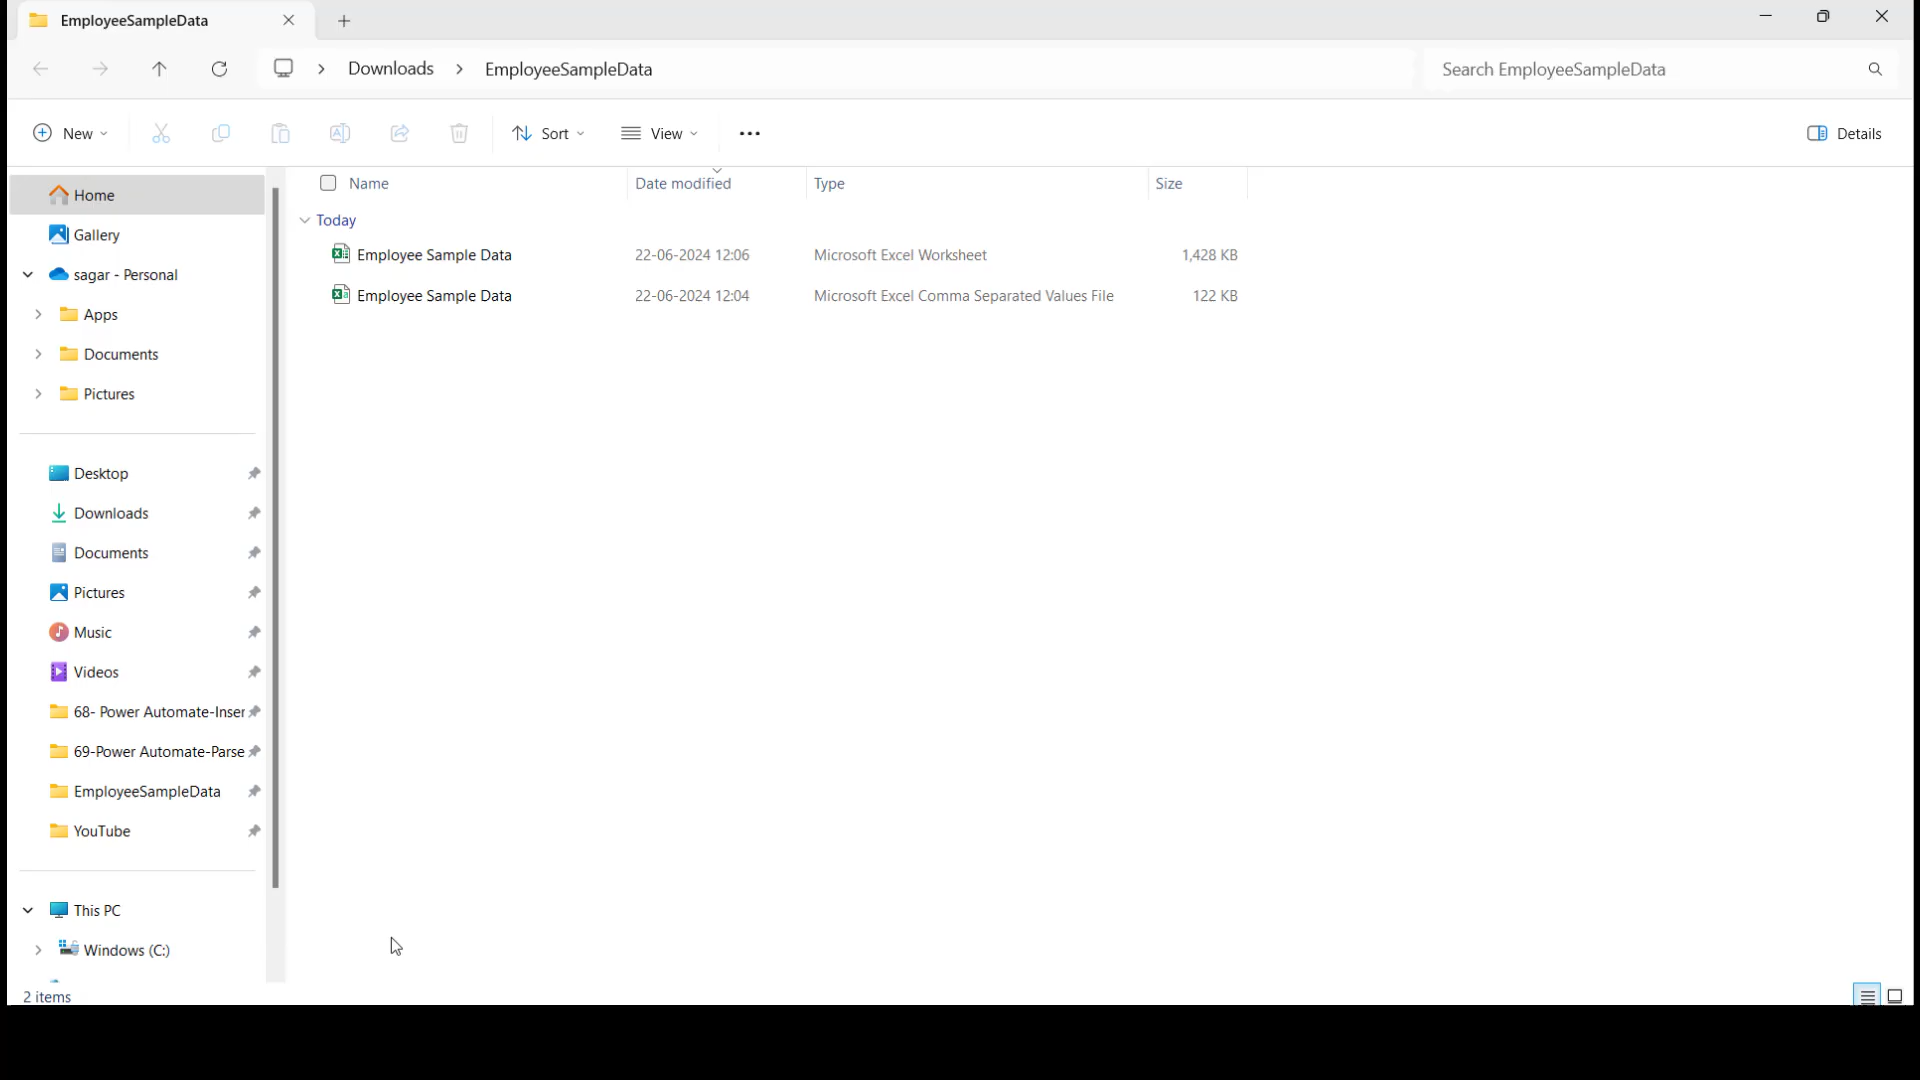 EmployeeSampleData
Downloads > EmployeeSampleData
Search EmployeeSampleData
New
Sort
View
Details
Name Date modified Type Size
Today
Employee Sample Data 22-06-2024 12:06 Microsoft Excel Worksheet 1,428 KB
Employee Sample Data 22-06-2024 12:04 Microsoft Excel Comma Separated Values File 122 KB
Home
Gallery
sagar - Personal
Apps
Documents
Pictures
Desktop
Downloads
Documents
Pictures
Music
Videos
68- Power Automate-Inser
69-Power Automate-Parse
EmployeeSampleData
YouTube
This PC
Windows (C:)
2 items